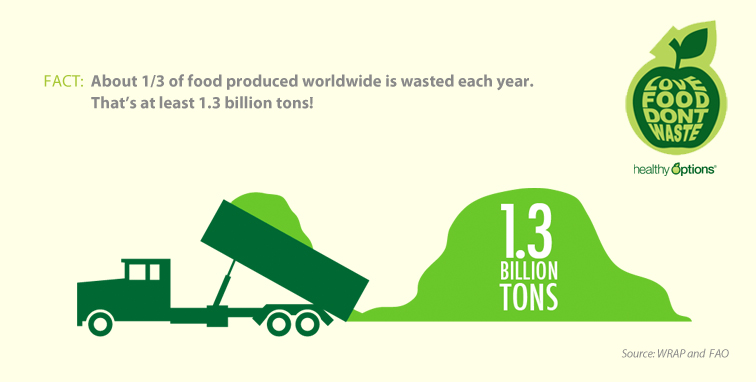 FACT: About 1/3 of food produced worldwide is wasted each year.
That's at least 1.3 billion tons!
LOVE
FOOD
DONT
WASTE
healthy options®
1.3
BILLION
TONS
Source: WRAP and FAO